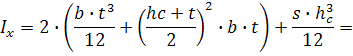 I_x = 2 · ( b · t^3 / 12 + ( hc + t / 2 )^2 · b · t ) + s · h_c^3 / 12 =